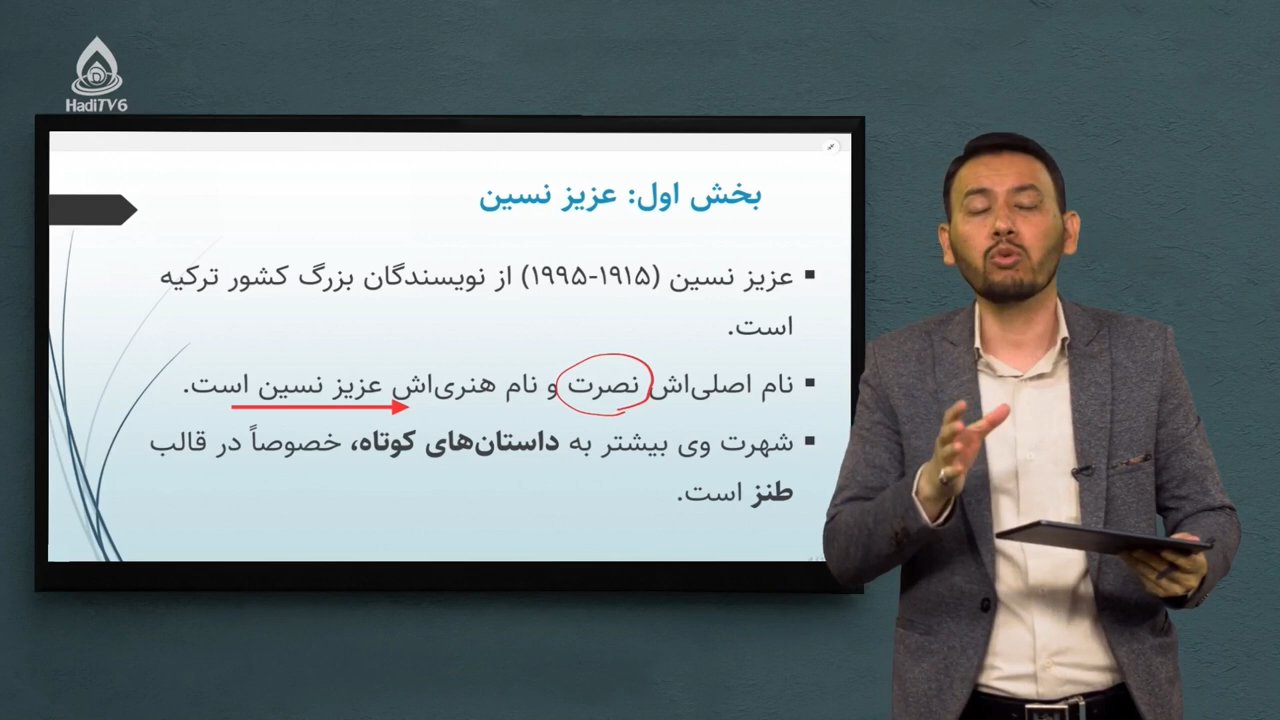 HadiTV6
بخش اول: عزیز نسین
عزیز نسین (۱۹۱۵-۱۹۹۵) از نویسندگان بزرگ کشور ترکیه
است.
نام اصلی‌اش نصرت و نام هنری‌اش عزیز نسین است.
شهرت وی بیشتر به داستان‌های کوتاه، خصوصاً در قالب
طنز است.